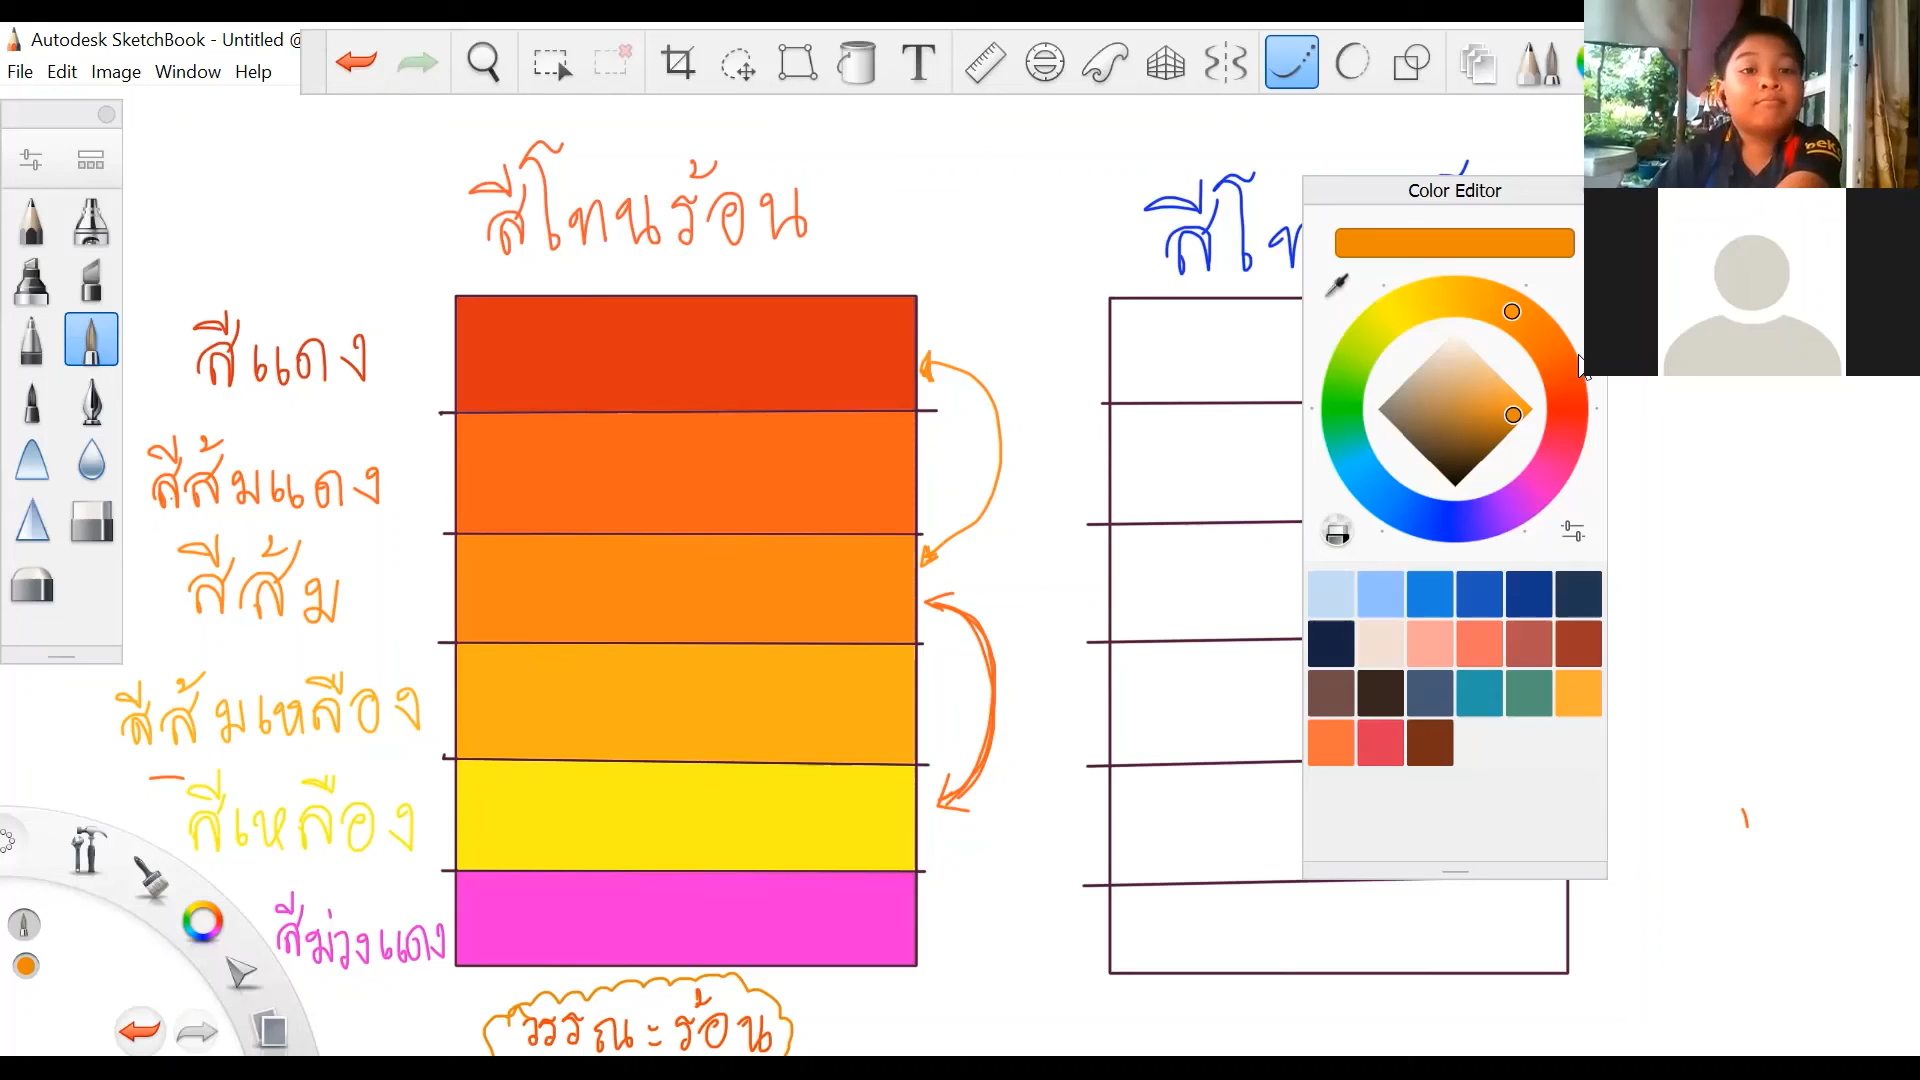 Autodesk SketchBook - Untitled @
File Edit Image Window Help
T
สีโทนร้อน
Color Editor
สีแดง
สีส้มแดง
สีส้ม
สีส้มเหลือง
สีเหลือง
สีม่วงแดง
วรรณะร้อน